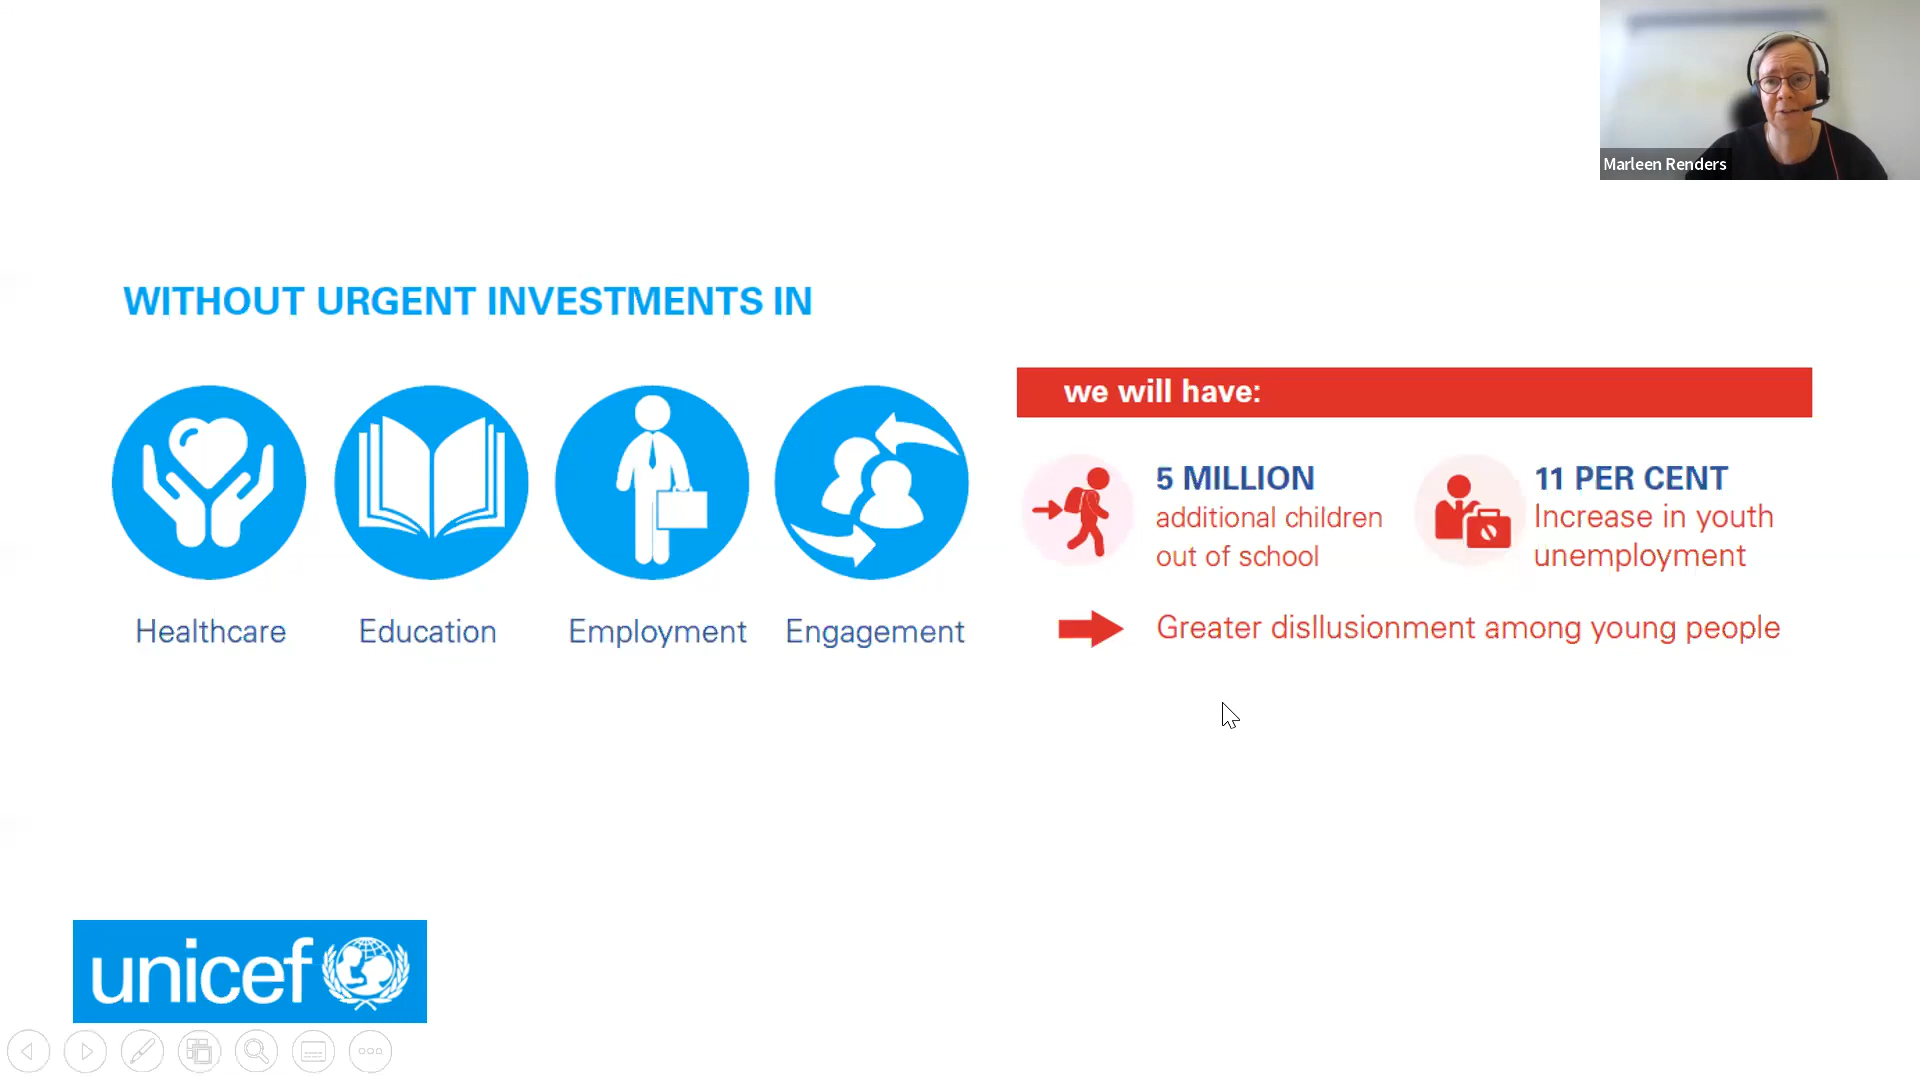 Marleen Renders
WITHOUT URGENT INVESTMENTS IN
Healthcare
Education
Employment
Engagement
we will have:
5 MILLION
additional children
out of school
11 PER CENT
Increase in youth
unemployment
Greater disllusionment among young people
unicef